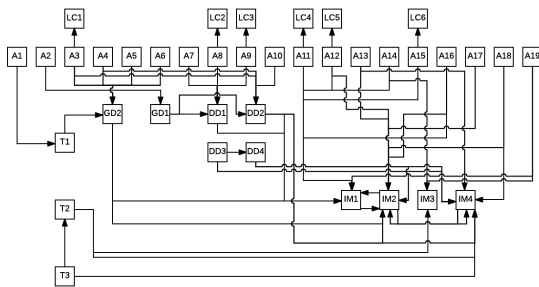 LC1 LC2 LC3 LC4 LC5 LC6
A1 A2 A3 A4 A5 A6 A7 A8 A9 A10 A11 A12 A13 A14 A15 A16 A17 A18 A19
GD2 GD1 DD1 DD2
T1
DD3 DD4
IM1 IM2 IM3 IM4
T2
T3